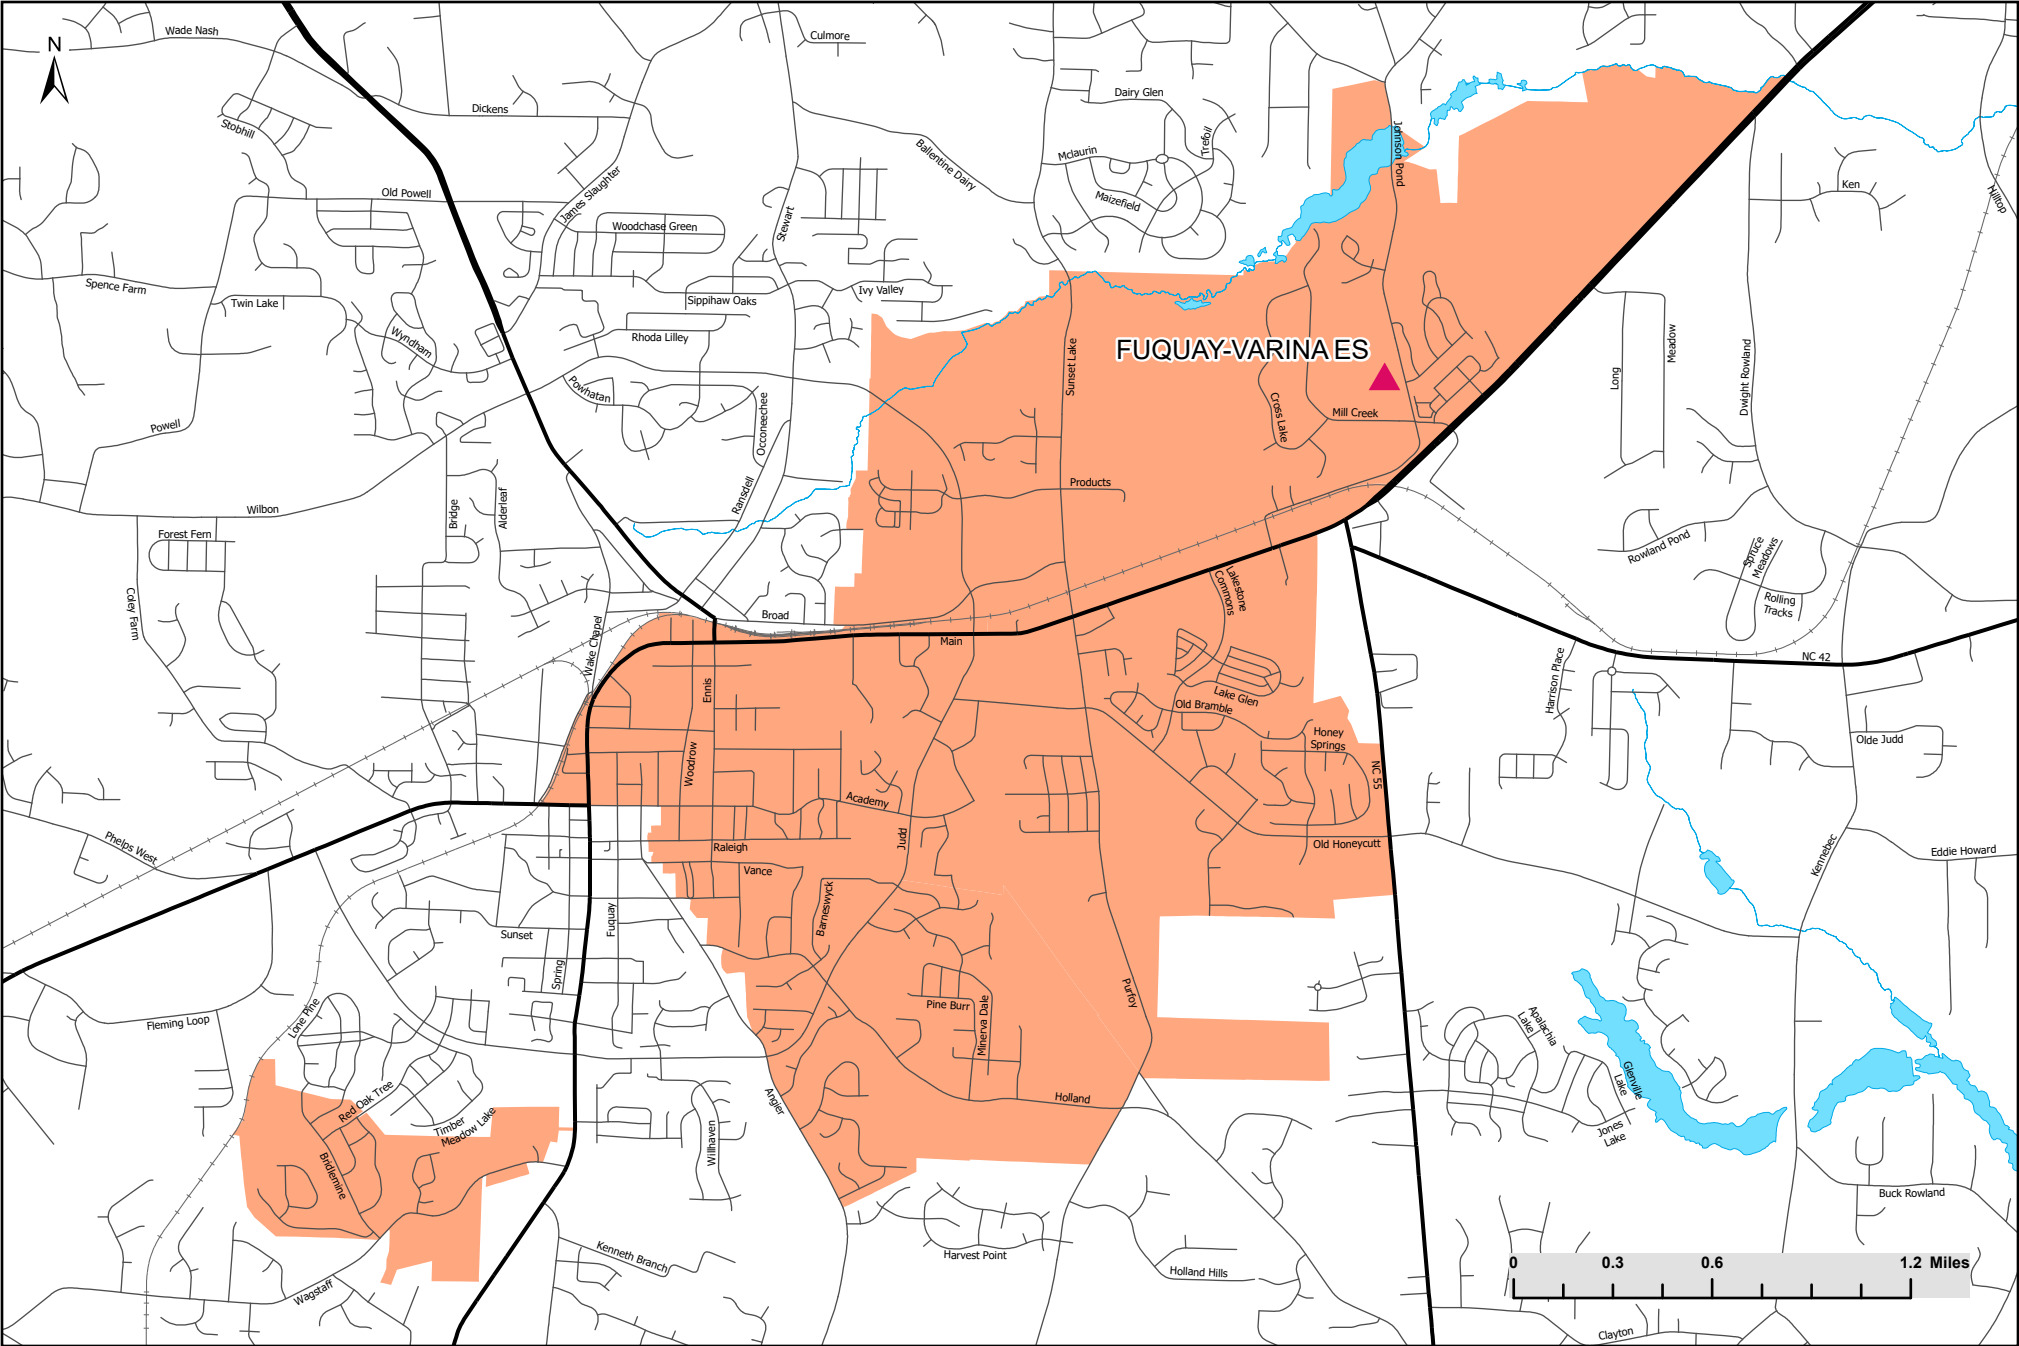 Wade Nash
Culmore
N
Dairy Glen
Dickens
Stobhill
Trefoil
Johnson Pond
Ballentine Dairy
Mclaurin
Old Powell
James Slaughter
Maizefield
Ken
Hilltop
Woodchase Green
Stewart
Spence Farm
Twin Lake
Sippihaw Oaks
Ivy Valley
Wyndham
Rhoda Lilley
FUQUAY-VARINA ES
Sunset Lake
Meadow
Long
Dwight Rowland
Powhatan
Occoneechee
Cross Lake
Mill Creek
Powell
Ransdell
Products
Wilbon
Bridge
Alderleaf
Forest Fern
Rowland Pond
Spruce
Meadows
Coley Farm
Lakestone
Commons
Rolling
Tracks
Broad
Main
Wake Chapel
NC 42
Ennis
Harrison Place
Lake Glen
Old Bramble
Honey
Springs
Olde Judd
Woodrow
NC 55
Academy
Phelps West
Raleigh
Judd
Old Honeycutt
Kennebec
Eddie Howard
Vance
Barneswyck
Fuquay
Sunset
Spring
Pine Burr
Minerva Dale
Purfoy
Fleming Loop
Lone Pine
Apalachia
Lake
Glenville
Lake
Red Oak Tree
Angier
Holland
Timber
Meadow Lake
Jones
Lake
Willhaven
Bridlemine
Buck Rowland
Kenneth Branch
Harvest Point
Holland Hills
Wagstaff
0 0.3 0.6 1.2 Miles
Clayton